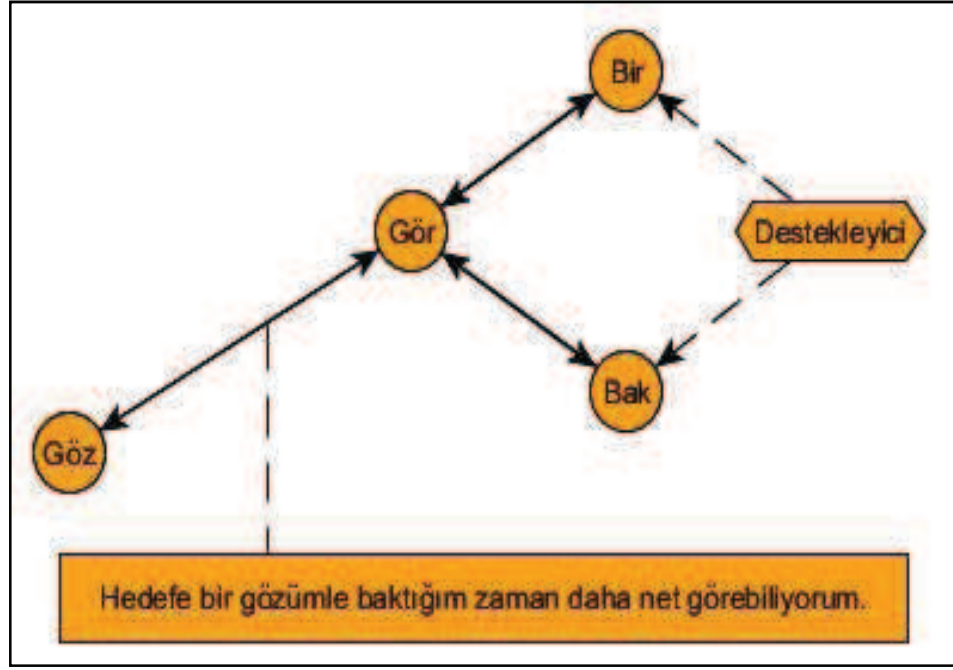 Bir
Gör
Destekleyici
Bak
Göz
Hedefe bir gözümle baktığım zaman daha net görebiliyorum.